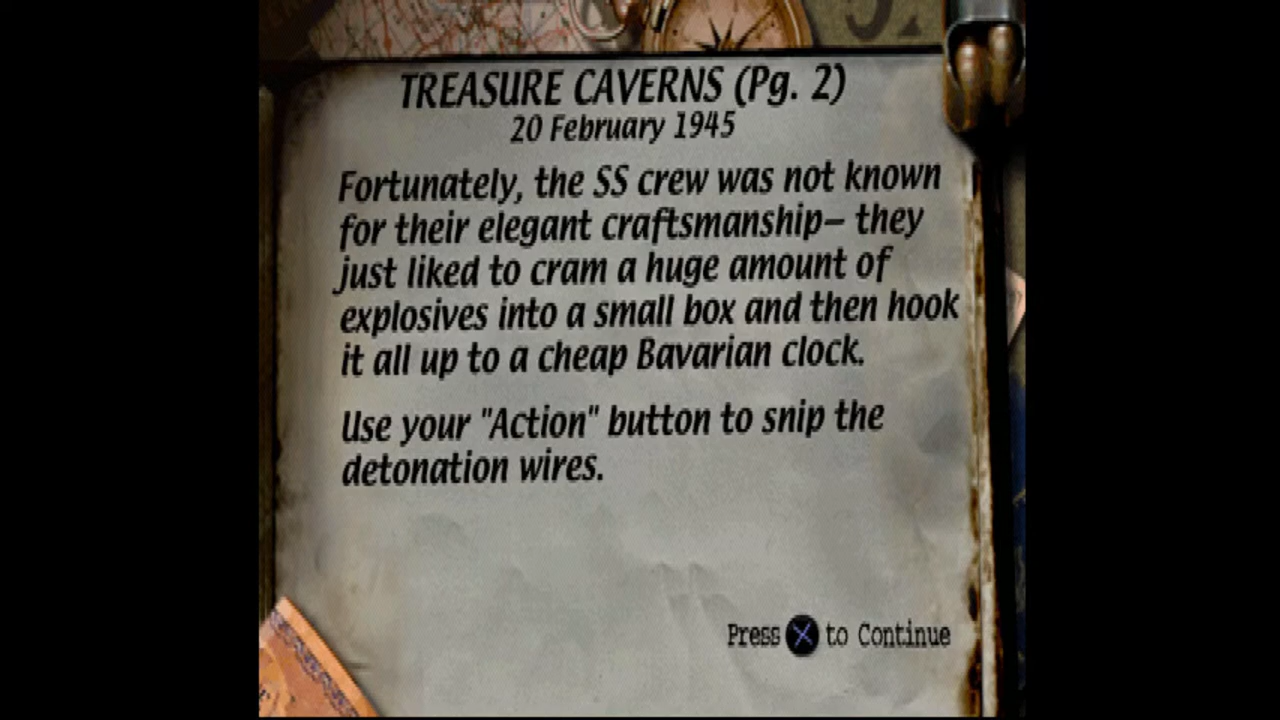 TREASURE CAVERNS (Pg. 2)
20 February 1945
Fortunately, the SS crew was not known
for their elegant craftsmanship– they
just liked to cram a huge amount of
explosives into a small box and then hook
it all up to a cheap Bavarian clock.
Use your "Action" button to snip the
detonation wires.
Press X to Continue